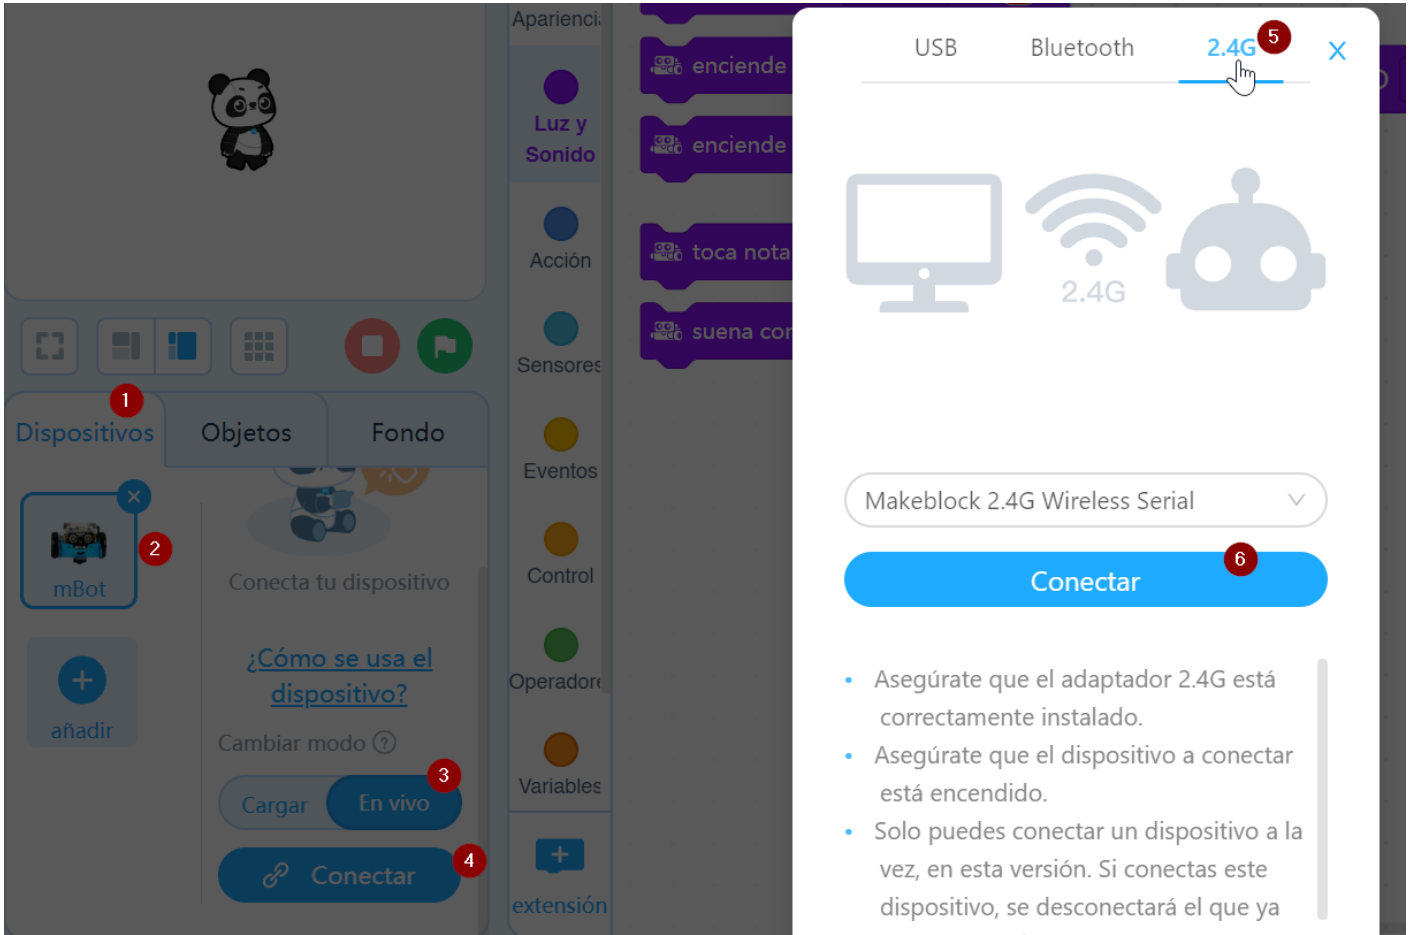 Apariencia
Luz y
Sonido
Acción
Sensores
Eventos
Control
Operadore
Variables
extensión
enciende
enciende
toca nota
suena con
1
Dispositivos
Objetos
Fondo
mBot
2
añadir
Conecta tu dispositivo
¿Cómo se usa el
dispositivo?
Cambiar modo ?
3
Cargar
En vivo
4
Conectar
USB
Bluetooth
2.4G
5
2.4G
Makeblock 2.4G Wireless Serial
6
Conectar
• Asegúrate que el adaptador 2.4G está
correctamente instalado.
• Asegúrate que el dispositivo a conectar
está encendido.
• Solo puedes conectar un dispositivo a la
vez, en esta versión. Si conectas este
dispositivo, se desconectará el que ya